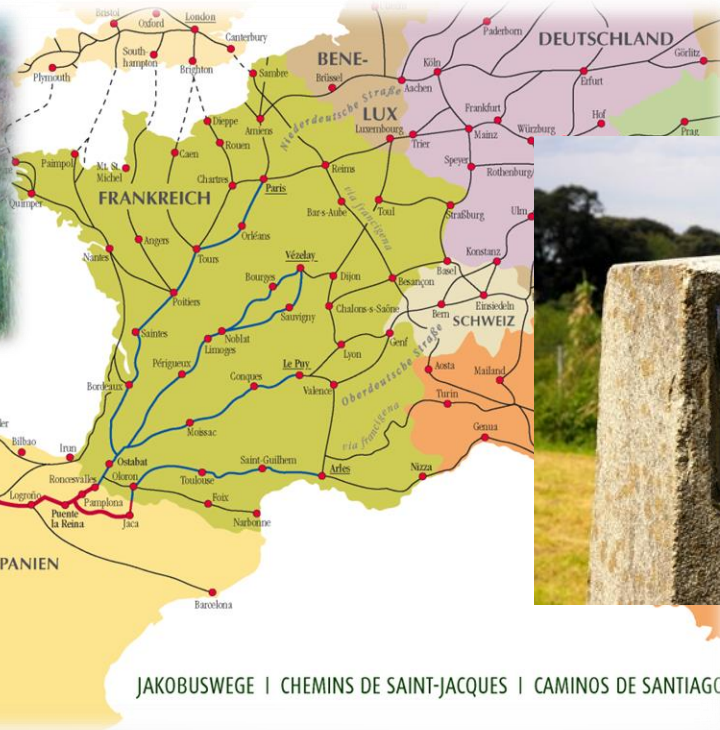 Bristol
Oxford
London
Canterbury
Plymouth
South-
hampton
Brighton
Sambre
BENE-
Brüssel
LUX
Luxembourg
Paderborn
DEUTSCHLAND
Görlitz
Köln
Aachen
Erfurt
Niederdeutsche Straße
Frankfurt
Hof
Prag
Mainz
Würzburg
Trier
Dieppe
Amiens
Rouen
Caen
Paimpol
Mt. St.
Michel
Quimper
FRANKREICH
Chartres
Paris
Reims
Speyer
Rothenburg
via francigena
Bar-s-Aube
Toul
Straßburg
Ulm
Angers
Orléans
Nantes
Tours
Vézelay
Konstanz
Basel
Bourges
Dijon
Besançon
Poitiers
Sauvigny
Chalons-s-Saône
Bern
Einsiedeln
SCHWEIZ
Saintes
Noblat
Limoges
Lyon
Genf
Périgueux
Le Puy
Conques
Valence
Oberdeutsche Straße
Aosta
Mailand
Turin
Bordeaux
Moissac
via francigena
Genua
Bilbao
Irun
Ostabat
Saint-Guilhem
Arles
Nizza
Roncesvalles
Oloron
Toulouse
Logroño
Pamplona
Puente
la Reina
Foix
Jaca
Narbonne
PANIEN
Barcelona
JAKOBUSWEGE | CHEMINS DE SAINT-JACQUES | CAMINOS DE SANTIAGO